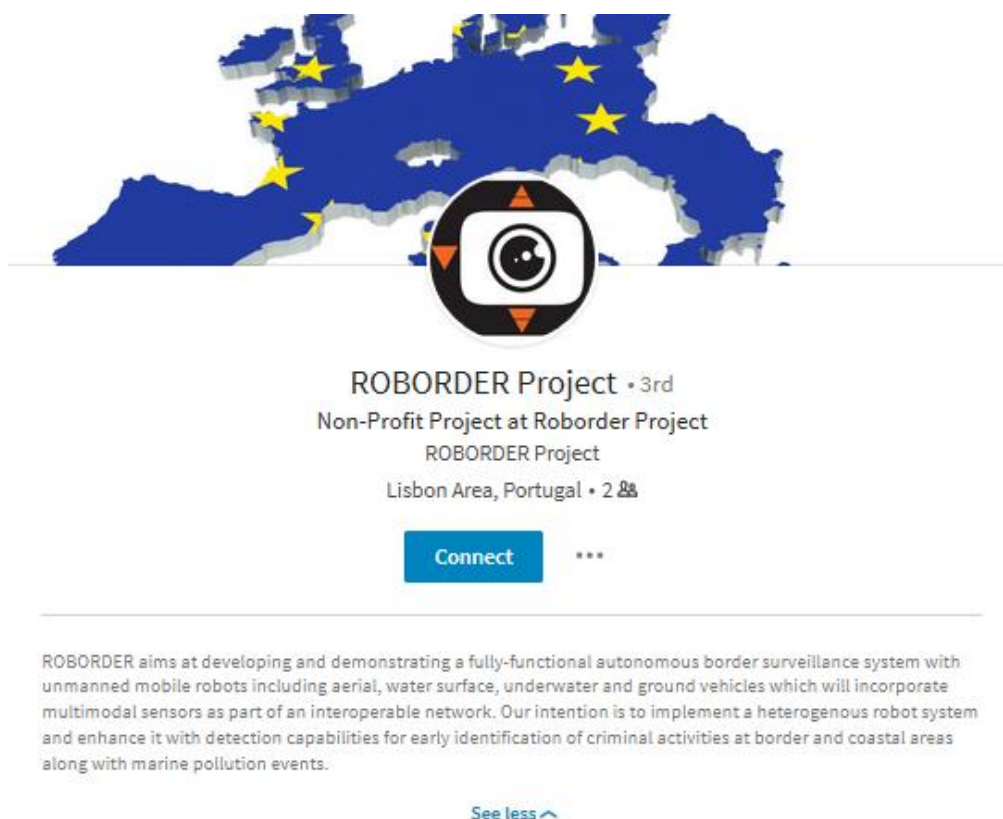 ROBORDER Project • 3rd
Non-Profit Project at Roborder Project
ROBORDER Project
Lisbon Area, Portugal • 2
Connect
ROBORDER aims at developing and demonstrating a fully-functional autonomous border surveillance system with
unmanned mobile robots including aerial, water surface, underwater and ground vehicles which will incorporate
multimodal sensors as part of an interoperable network. Our intention is to implement a heterogenous robot system
and enhance it with detection capabilities for early identification of criminal activities at border and coastal areas
along with marine pollution events.
See less